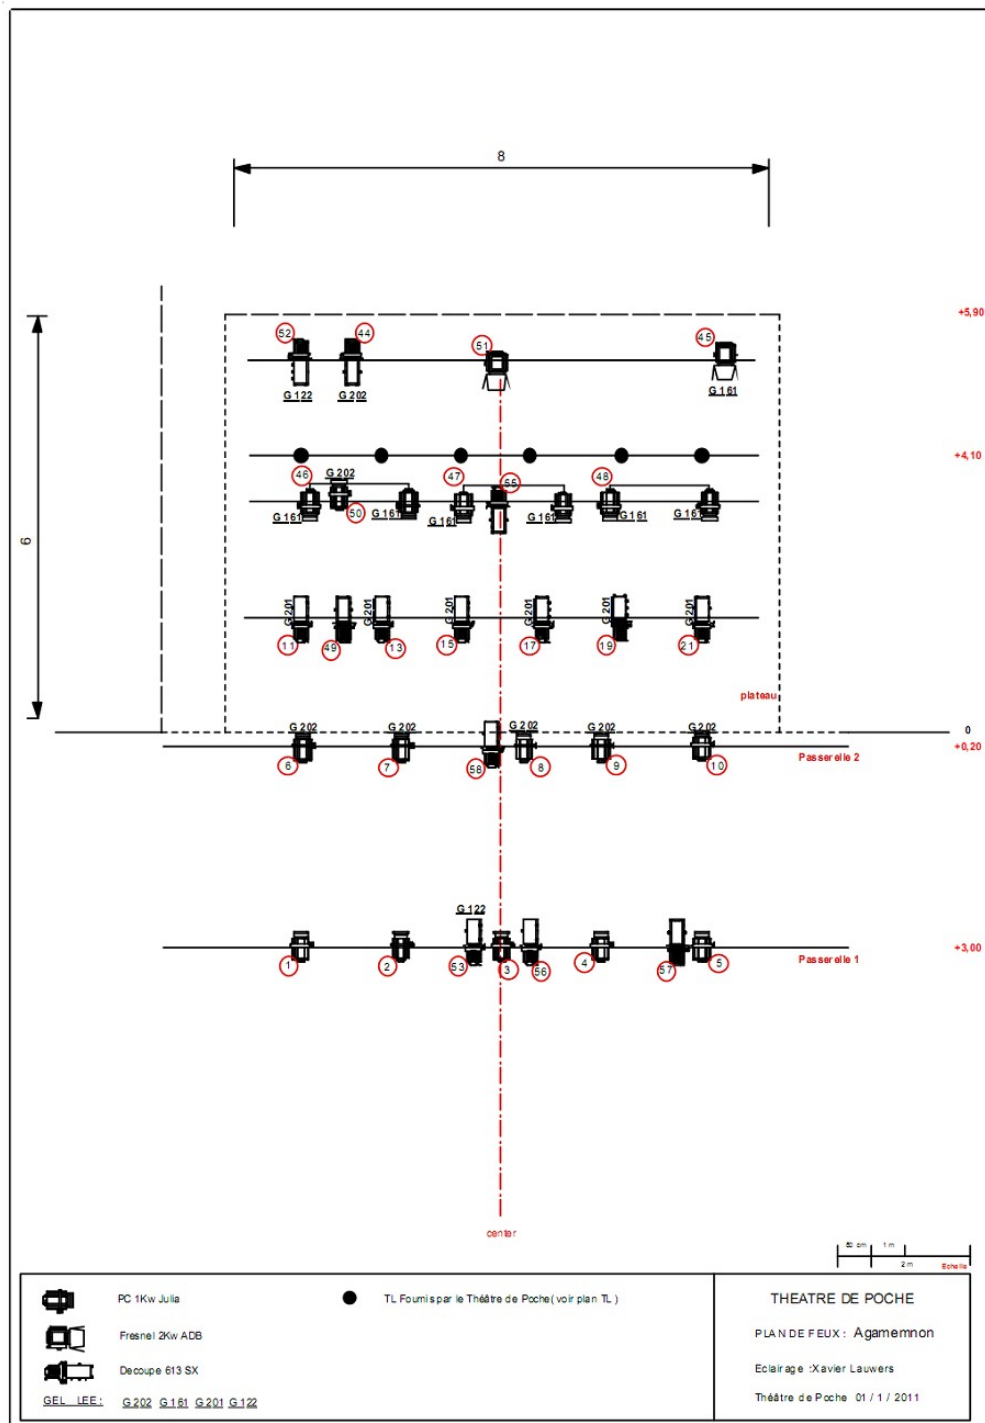 8
+5,90
52 44 51 45
G 122 G 202 G 161
+4,10
46 G 202 47 55 48
50
G 161 G 161 G 161 G 161 G 161 G 161
6
G 201 G 201 G 201 G 201 G 201 G 201
11 49 13 15 17 19 21
plateau
0
G 202 G 202 G 202 G 202 G 202
+0,20
Passerelle 2
6 7 58 8 9 10
G 122
+3,00
Passerelle 1
1 2 53 3 56 4 57 5
center
50 cm 1 m
2 m Echelle
PC 1Kw Julia
TL Fournis par le Théâtre de Poche( voir plan TL )
Fresnel 2Kw ADB
Decoupe 613 SX
GEL LEE : G 202 G 161 G 201 G 122
THEATRE DE POCHE
PLAN DE FEUX : Agamemnon
Eclairage :Xavier Lauwers
Théâtre de Poche 01 / 1 / 2011